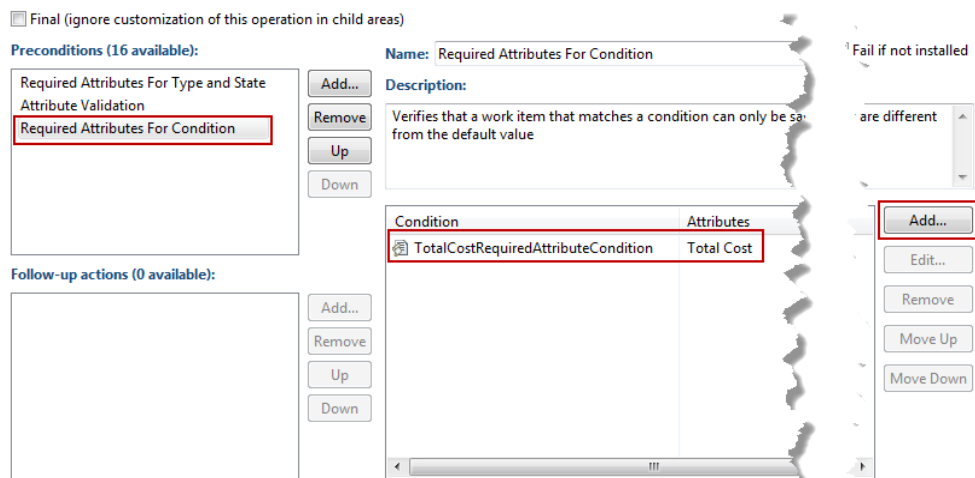 Final (ignore customization of this operation in child areas)
Preconditions (16 available):
Required Attributes For Type and State
Attribute Validation
Required Attributes For Condition
Add...
Remove
Up
Down
Name: Required Attributes For Condition
Fail if not installed
Description:
Verifies that a work item that matches a condition can only be sa are different
from the default value
Condition Attributes
TotalCostRequiredAttributeCondition Total Cost
Add...
Edit...
Remove
Move Up
Move Down
Follow-up actions (0 available):
Add...
Remove
Up
Down